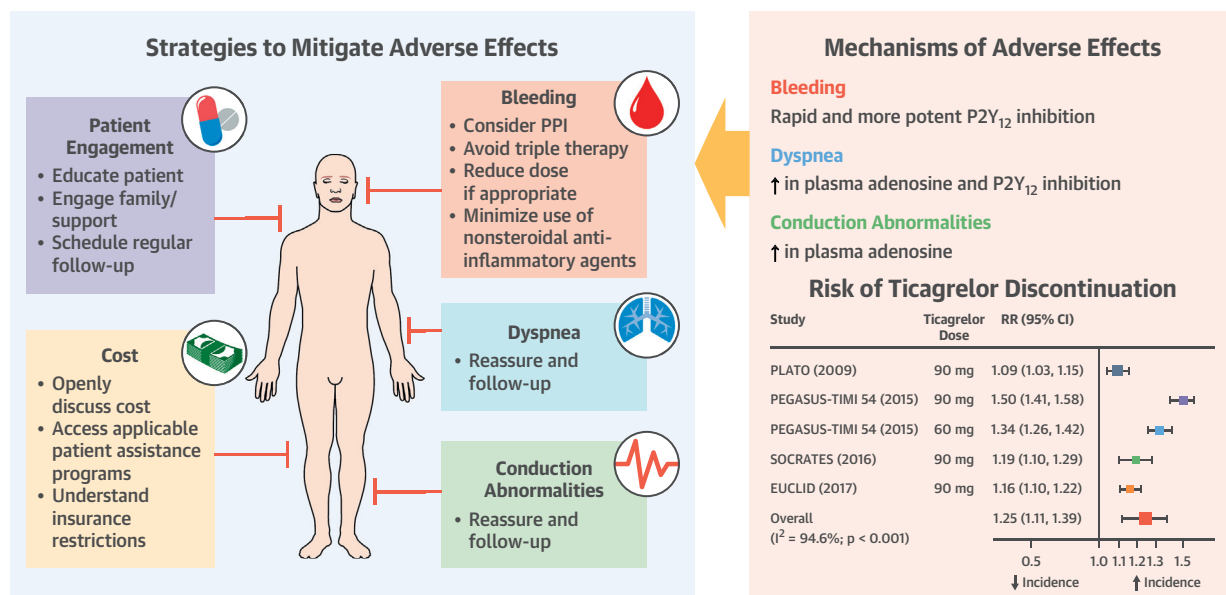 Strategies to Mitigate Adverse Effects
Patient
Engagement
• Educate patient
• Engage family/
support
• Schedule regular
follow-up
Bleeding
• Consider PPI
• Avoid triple therapy
• Reduce dose
if appropriate
• Minimize use of
nonsteroidal anti-
inflammatory agents
Cost
• Openly
discuss cost
• Access applicable
patient assistance
programs
• Understand
insurance
restrictions
Dyspnea
• Reassure and
follow-up
Conduction
Abnormalities
• Reassure and
follow-up
Mechanisms of Adverse Effects
Bleeding
Rapid and more potent P2Y₁₂ inhibition
Dyspnea
↑ in plasma adenosine and P2Y₁₂ inhibition
Conduction Abnormalities
↑ in plasma adenosine
Risk of Ticagrelor Discontinuation
Study Ticagrelor Dose RR (95% CI)
PLATO (2009) 90 mg 1.09 (1.03, 1.15)
PEGASUS-TIMI 54 (2015) 90 mg 1.50 (1.41, 1.58)
PEGASUS-TIMI 54 (2015) 60 mg 1.34 (1.26, 1.42)
SOCRATES (2016) 90 mg 1.19 (1.10, 1.29)
EUCLID (2017) 90 mg 1.16 (1.10, 1.22)
Overall 1.25 (1.11, 1.39)
(I² = 94.6%; p < 0.001)
0.5 1.0 1.1 1.2 1.3 1.5
↓ Incidence ↑ Incidence